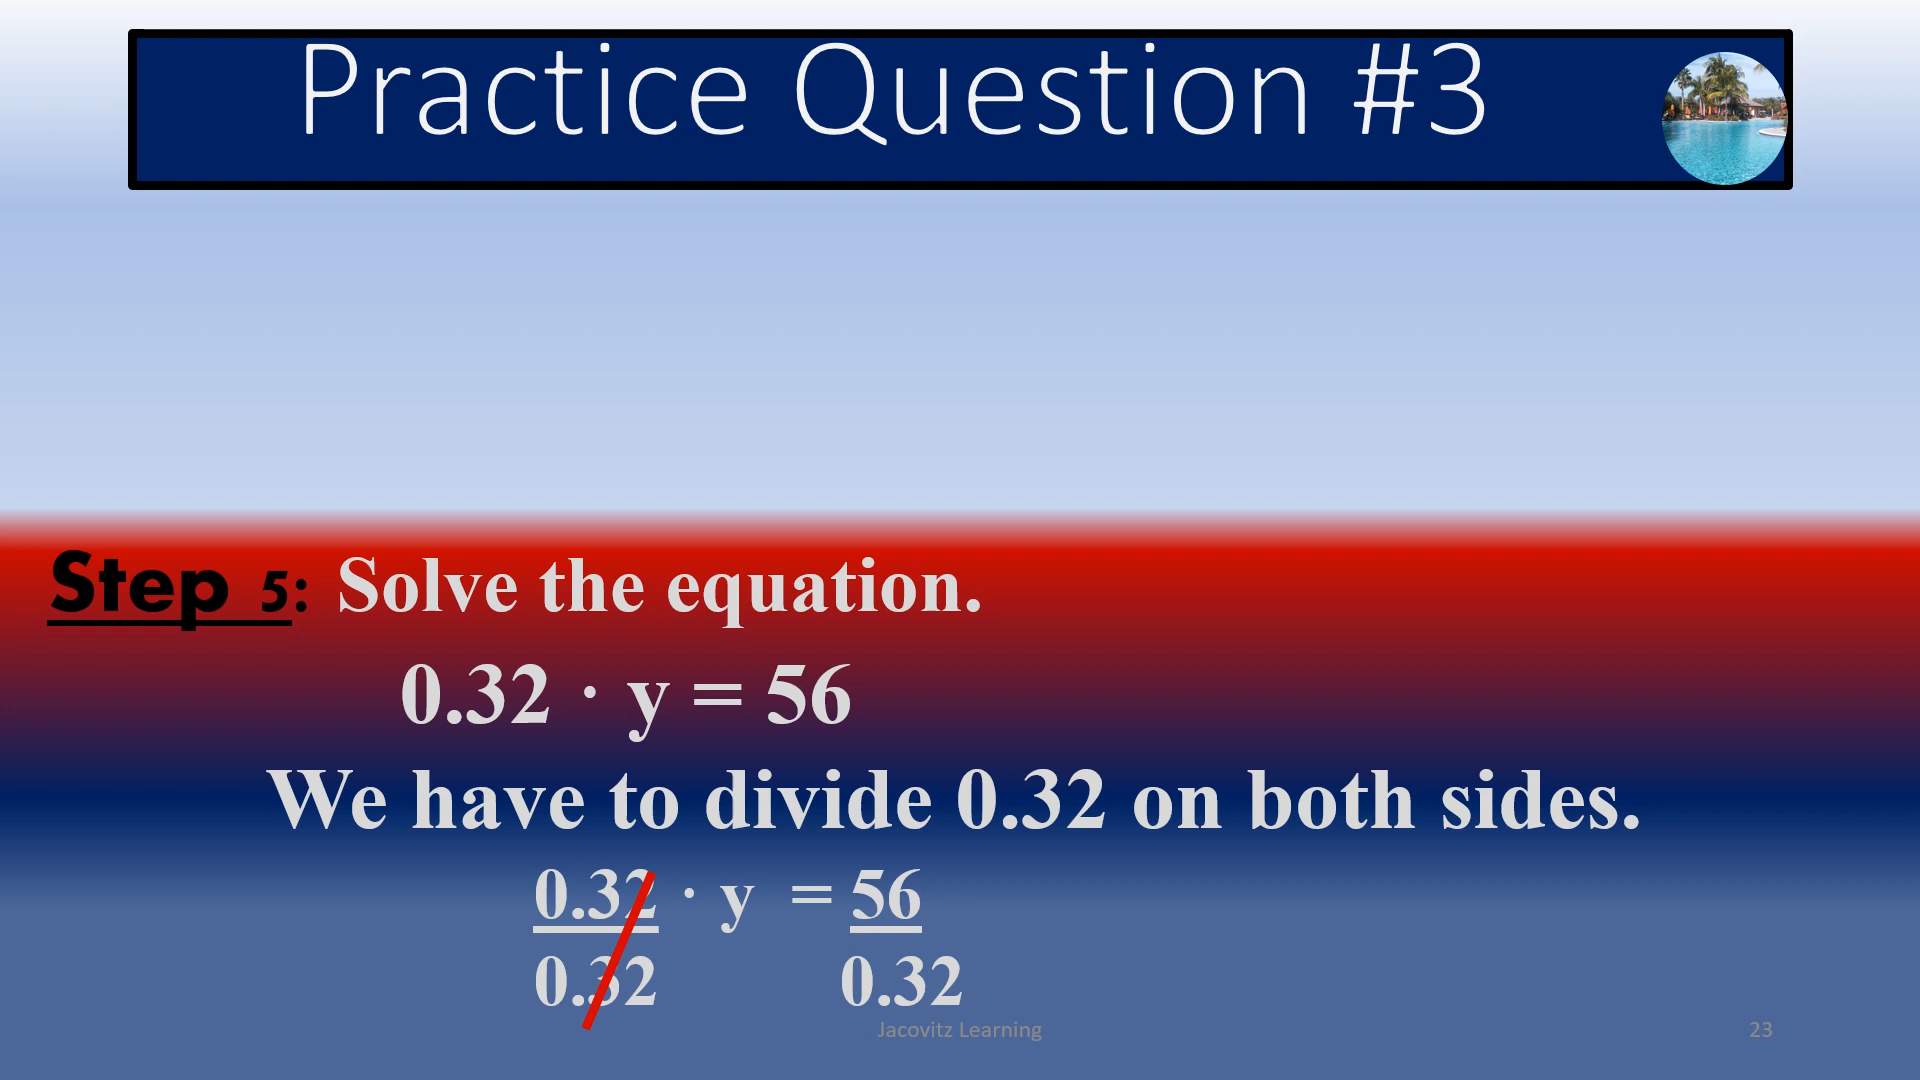 Practice Question #3
Step 5: Solve the equation.
0.32 · y = 56
We have to divide 0.32 on both sides.
0.32 · y = 56
0.32 0.32
Jacovitz Learning 23